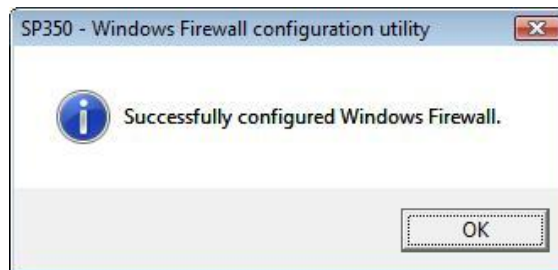 SP350 - Windows Firewall configuration utility
Successfully configured Windows Firewall.
OK